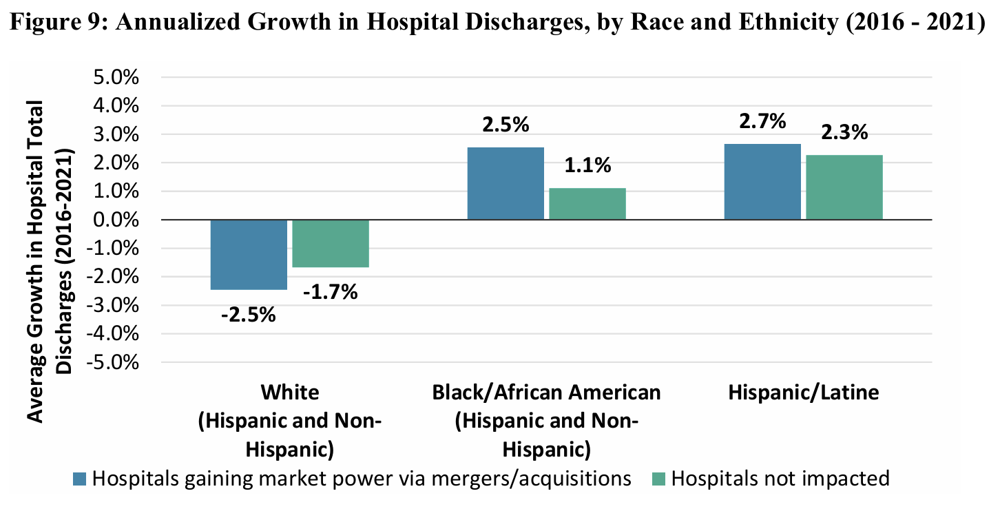 Figure 9: Annualized Growth in Hospital Discharges, by Race and Ethnicity (2016 - 2021)
Average Growth in Hopsital Total
Discharges (2016-2021)
5.0%
4.0%
3.0%
2.0%
1.0%
0.0%
-1.0%
-2.0%
-3.0%
-4.0%
-5.0%
-2.5%
-1.7%
2.5%
1.1%
2.7%
2.3%
White
(Hispanic and Non-
Hispanic)
Black/African American
(Hispanic and Non-
Hispanic)
Hispanic/Latine
Hospitals gaining market power via mergers/acquisitions
Hospitals not impacted